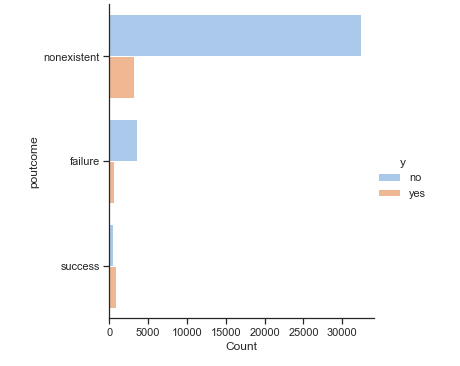 poutcome
nonexistent
failure
success
0 5000 10000 15000 20000 25000 30000
Count
y
no
yes